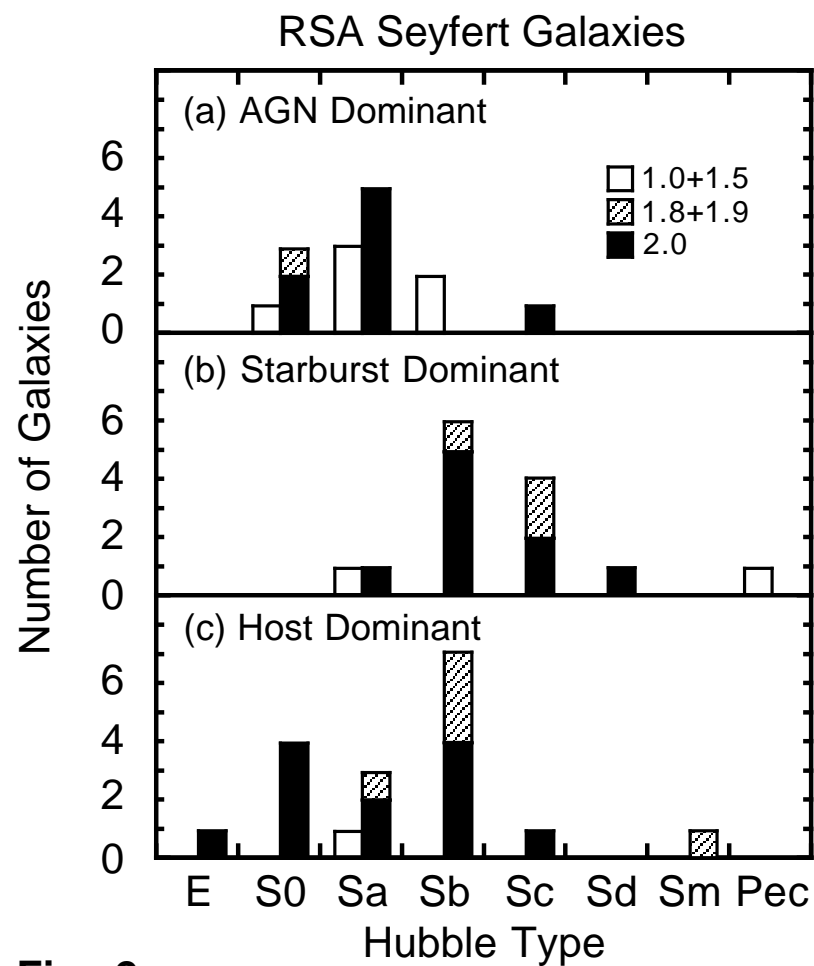 RSA Seyfert Galaxies
(a) AGN Dominant
1.0+1.5
1.8+1.9
2.0
6
4
2
0
(b) Starburst Dominant
6
4
2
0
(c) Host Dominant
6
4
2
0
Number of Galaxies
E S0 Sa Sb Sc Sd Sm Pec
Hubble Type